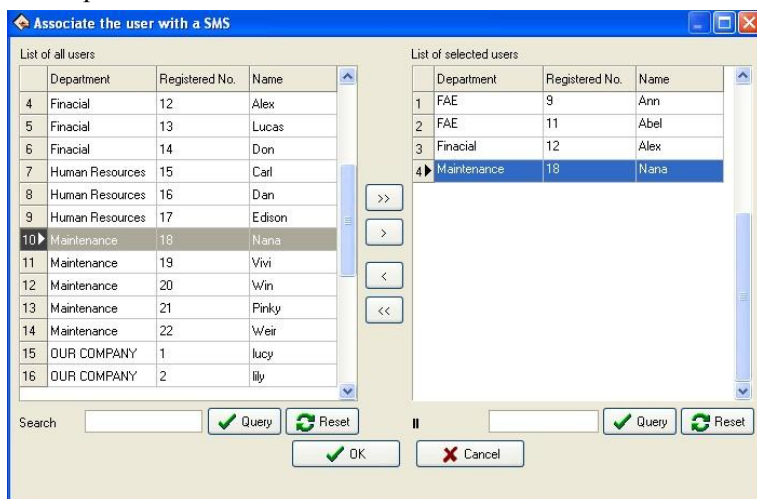 Associate the user with a SMS
List of all users
Department Registered No. Name
4 Finacial 12 Alex
5 Finacial 13 Lucas
6 Finacial 14 Don
7 Human Resources 15 Carl
8 Human Resources 16 Dan
9 Human Resources 17 Edison
10 Maintenance 18 Nana
11 Maintenance 19 Vivi
12 Maintenance 20 Win
13 Maintenance 21 Pinky
14 Maintenance 22 Weir
15 OUR COMPANY 1 lucy
16 OUR COMPANY 2 lily
Search Query Reset
>>
>
<
<<
List of selected users
Department Registered No. Name
1 FAE 9 Ann
2 FAE 11 Abel
3 Finacial 12 Alex
4 Maintenance 18 Nana
II Query Reset
OK Cancel